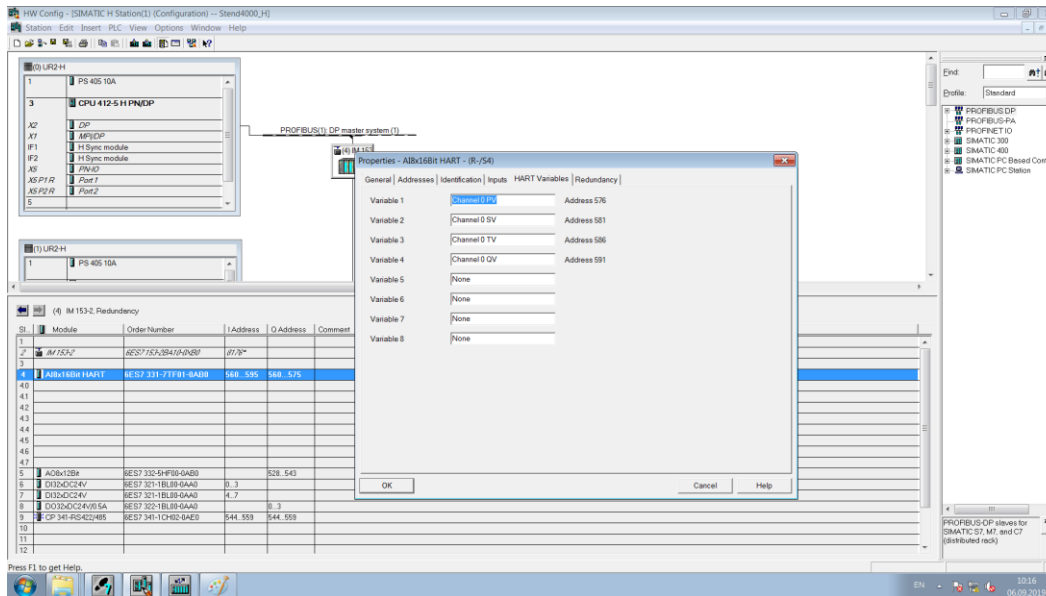 HW Config - [SIMATIC H Station(1) (Configuration) -- Stend4000_H]
Station Edit Insert PLC View Options Window Help
(0) UR2-H
1 PS 405 10A
3 CPU 412-5 H PN/DP
X2 DP
X1 MPI/DP
IF1 H Sync module
IF2 H Sync module
X5 PN-IO
X5 P1 R Port 1
X5 P2 R Port 2
5
PROFIBUS(1): DP master system (1)
(4) IM 153
(1) UR2-H
1 PS 405 10A
Properties - AI8x16Bit HART - (R-/S4)
General Addresses Identification Inputs HART Variables Redundancy
Variable 1 Channel 0 PV Address 576
Variable 2 Channel 0 SV Address 581
Variable 3 Channel 0 TV Address 586
Variable 4 Channel 0 QV Address 591
Variable 5 None
Variable 6 None
Variable 7 None
Variable 8 None
OK Cancel Help
Find:
Profile: Standard
PROFIBUS DP
PROFIBUS-PA
PROFINET IO
SIMATIC 300
SIMATIC 400
SIMATIC PC Based Con
SIMATIC PC Station
PROFIBUS-DP slaves for
SIMATIC S7, M7, and C7
(distributed rack)
(4) IM 153-2, Redundancy
Sl... Module Order Number I Address Q Address Comment
1
2 IM 153-2 8176*
3
4 AI8x16Bit HART 6ES7 331-7TF01-0AB0 560...595 560...575
4.0
4.1
4.2
4.3
4.4
4.5
4.6
4.7
5 AO8x12Bit 6ES7 332-5HF00-0AB0 528...543
6 DI32xDC24V 6ES7 321-1BL00-0AA0 0...3
7 DI32xDC24V 6ES7 321-1BL00-0AA0 4...7
8 DO32xDC24V/0.5A 6ES7 322-1BL00-0AA0 0...3
9 CP 341-RS422/485 6ES7 341-1CH02-0AE0 544...559 544...559
10
11
12
Press F1 to get Help.
EN
10:16
06.09.2019